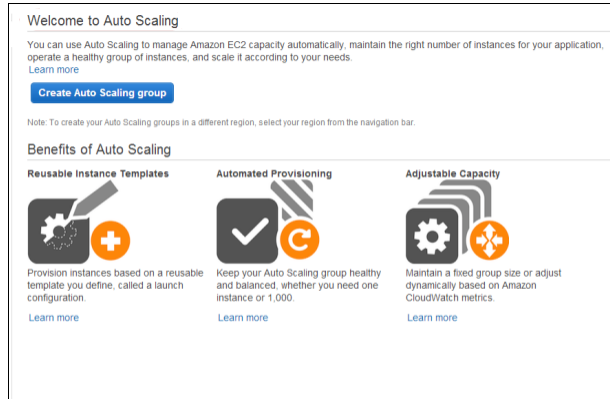 Welcome to Auto Scaling
You can use Auto Scaling to manage Amazon EC2 capacity automatically, maintain the right number of instances for your application,
operate a healthy group of instances, and scale it according to your needs.
Learn more
Create Auto Scaling group
Note: To create your Auto Scaling groups in a different region, select your region from the navigation bar.
Benefits of Auto Scaling
Reusable Instance Templates
Provision instances based on a reusable
template you define, called a launch
configuration.
Learn more
Automated Provisioning
Keep your Auto Scaling group healthy
and balanced, whether you need one
instance or 1,000.
Learn more
Adjustable Capacity
Maintain a fixed group size or adjust
dynamically based on Amazon
CloudWatch metrics.
Learn more